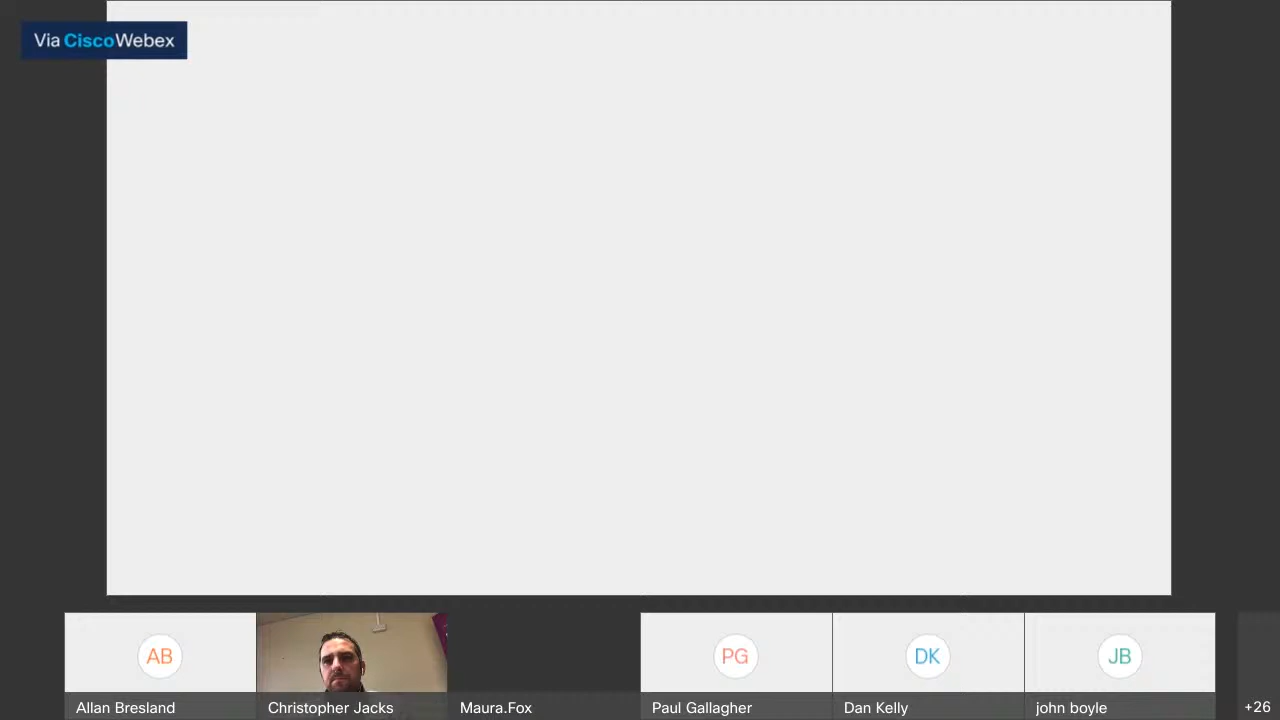 Via CiscoWebex
AB
PG
DK
JB
Allan Bresland
Christopher Jacks
Maura.Fox
Paul Gallagher
Dan Kelly
john boyle
+26